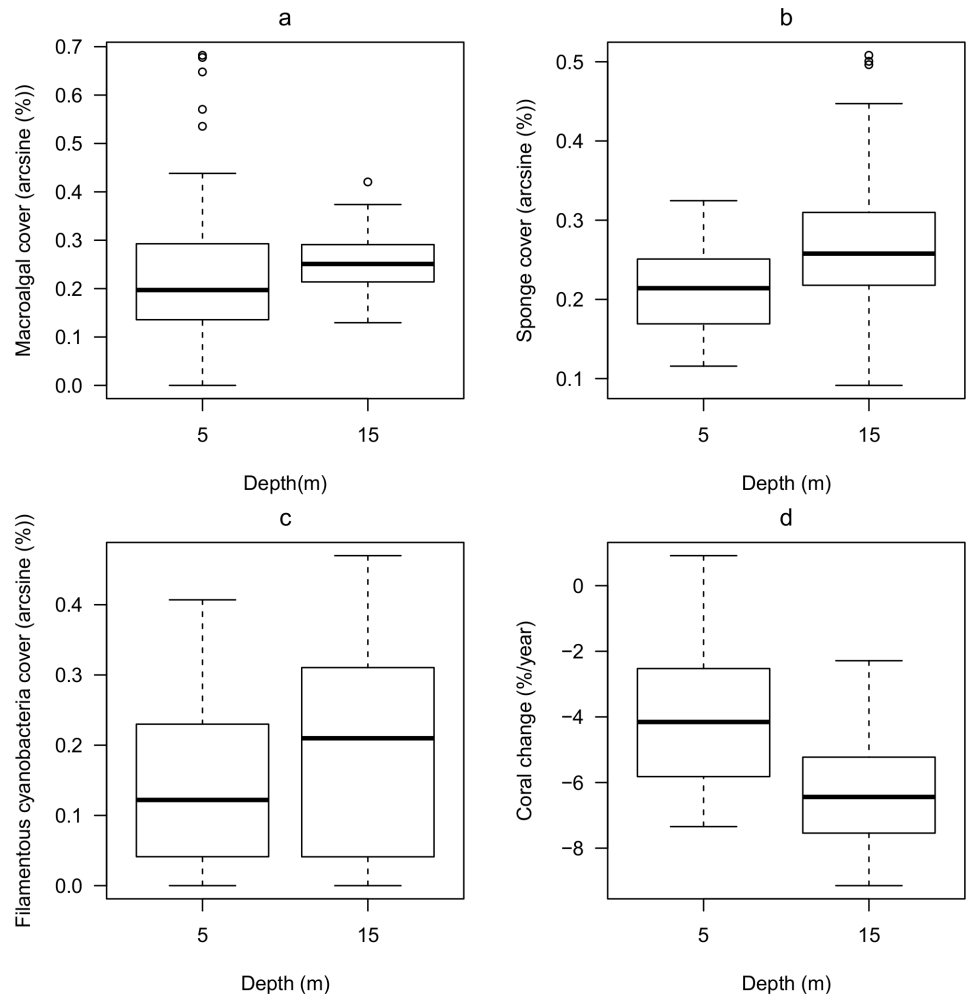 a
Macroalgal cover (arcsine (%))
0.7
0.6
0.5
0.4
0.3
0.2
0.1
0.0
5
15
Depth(m)
b
Sponge cover (arcsine (%))
0.5
0.4
0.3
0.2
0.1
5
15
Depth (m)
c
Filamentous cyanobacteria cover (arcsine (%))
0.4
0.3
0.2
0.1
0.0
5
15
Depth (m)
d
Coral change (%/year)
0
−2
−4
−6
−8
5
15
Depth (m)